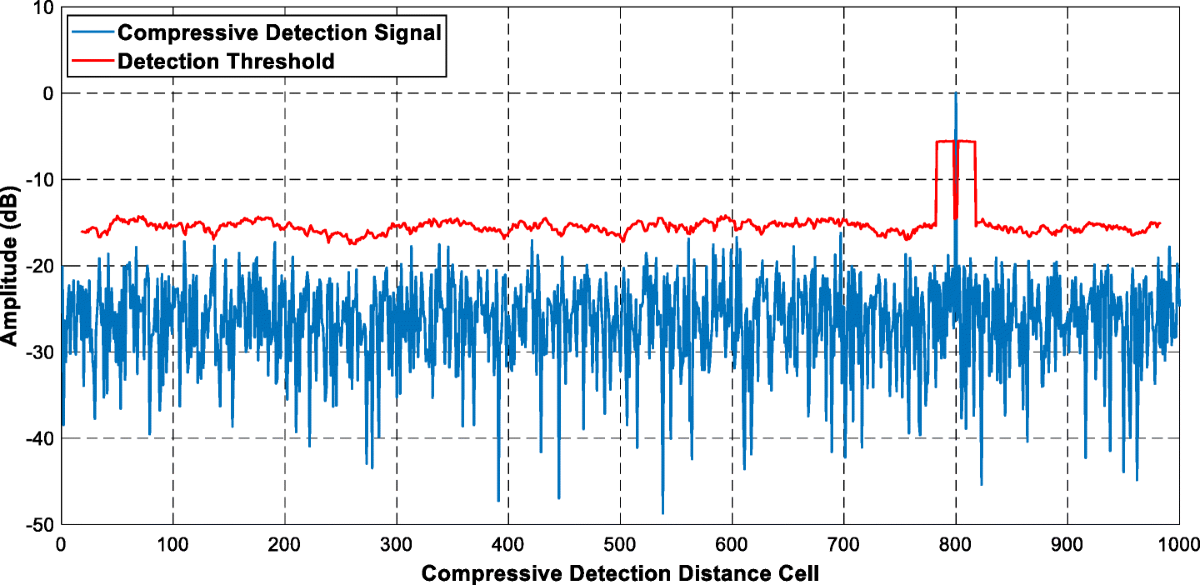 Compressive Detection Signal
Detection Threshold
10
0
-10
-20
-30
-40
-50
Amplitude (dB)
0 100 200 300 400 500 600 700 800 900 1000
Compressive Detection Distance Cell